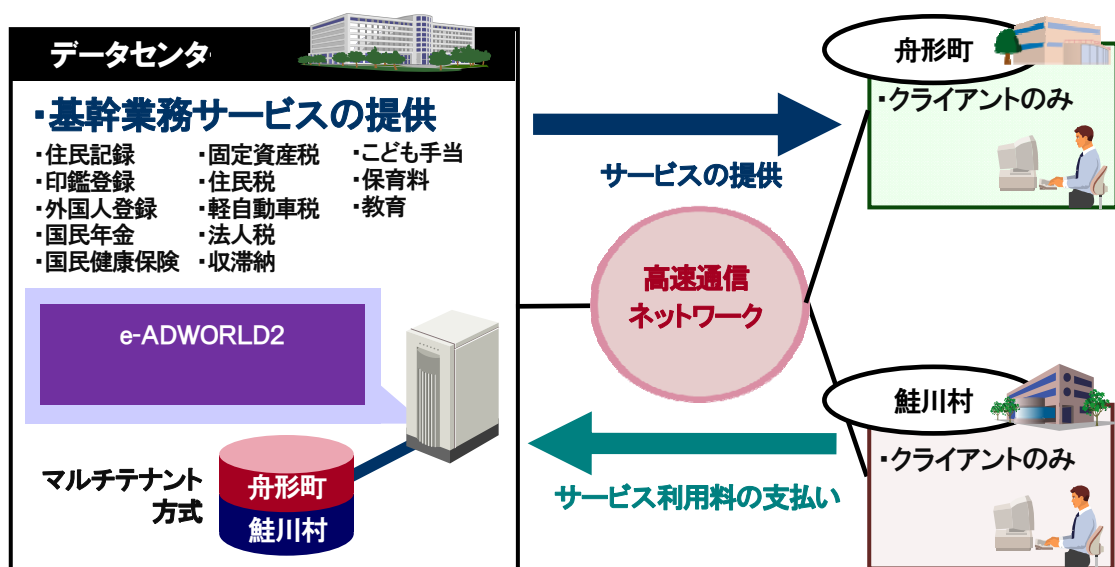 データセンタ
・基幹業務サービスの提供
・住民記録
・印鑑登録
・外国人登録
・国民年金
・国民健康保険
・固定資産税
・住民税
・軽自動車税
・法人税
・収滞納
・こども手当
・保育料
・教育
e-ADWORLD2
マルチテナント
方式
舟形町
鮭川村
サービスの提供
高速通信
ネットワーク
サービス利用料の支払い
舟形町
・クライアントのみ
鮭川村
・クライアントのみ